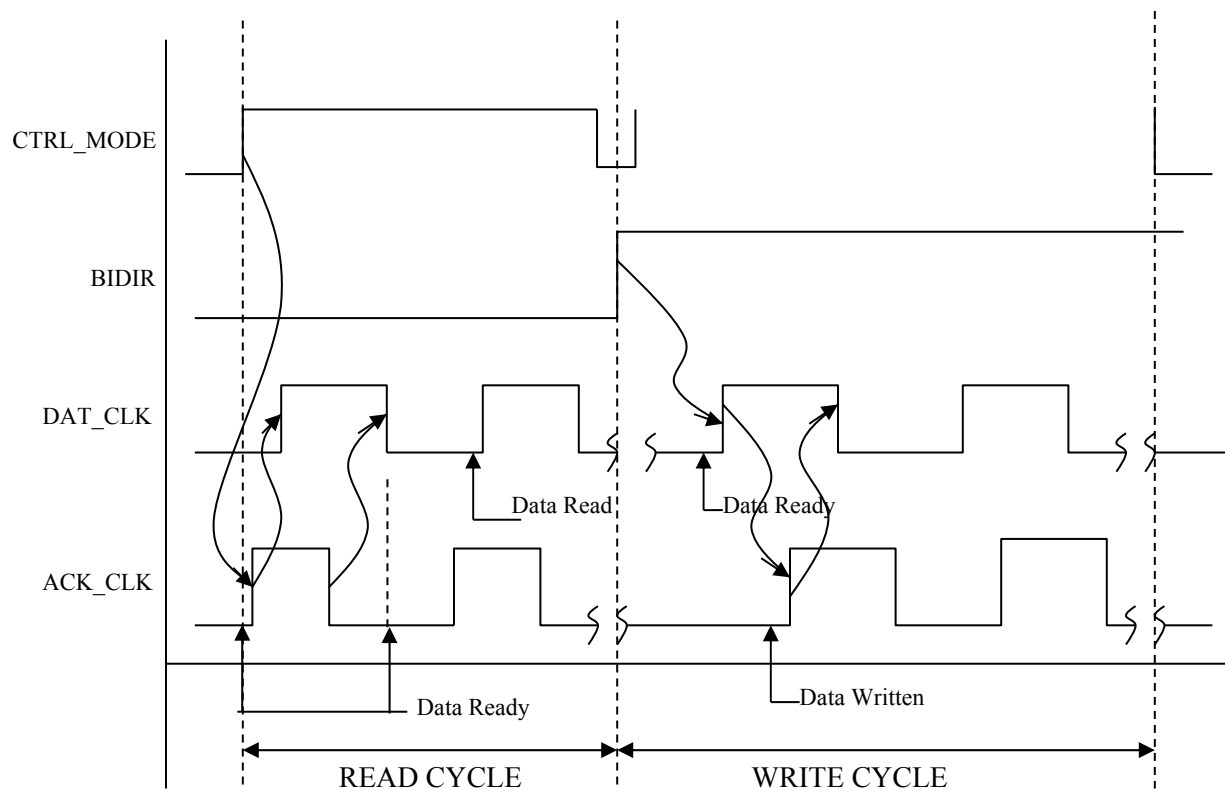 CTRL_MODE
BIDIR
DAT_CLK
Data Read
Data Ready
ACK_CLK
Data Ready
Data Written
READ CYCLE
WRITE CYCLE